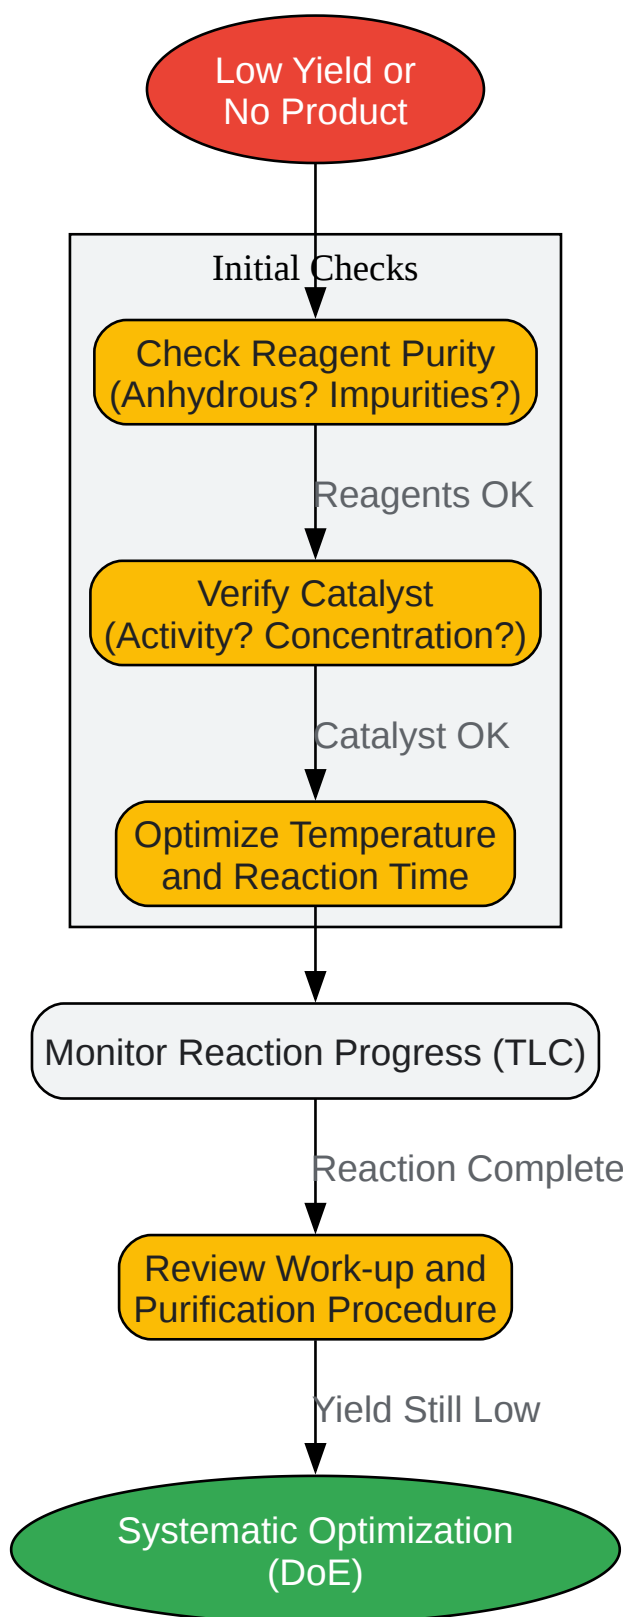 Low Yield or
No Product
Initial Checks
Check Reagent Purity
(Anhydrous? Impurities?)
Reagents OK
Verify Catalyst
(Activity? Concentration?)
Catalyst OK
Optimize Temperature
and Reaction Time
Monitor Reaction Progress (TLC)
Reaction Complete
Review Work-up and
Purification Procedure
Yield Still Low
Systematic Optimization
(DoE)